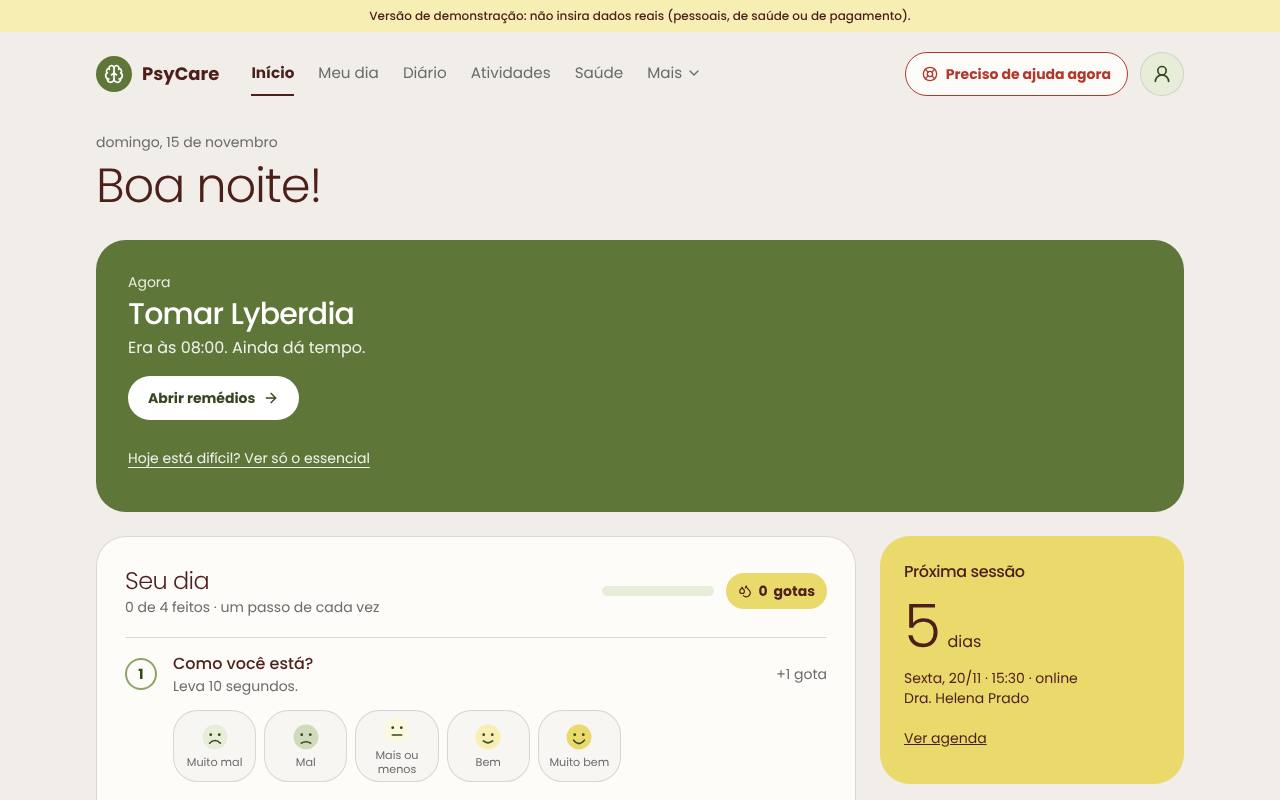 Versão de demonstração: não insira dados reais (pessoais, de saúde ou de pagamento).
PsyCare
Início
Meu dia
Diário
Atividades
Saúde
Mais
Preciso de ajuda agora
domingo, 15 de novembro
Boa noite!
Agora
Tomar Lyberdia
Era às 08:00. Ainda dá tempo.
Abrir remédios
Hoje está difícil? Ver só o essencial
Seu dia
0 de 4 feitos · um passo de cada vez
0 gotas
1
Como você está?
Leva 10 segundos.
+1 gota
Muito mal
Mal
Mais ou
menos
Bem
Muito bem
Próxima sessão
5 dias
Sexta, 20/11 · 15:30 · online
Dra. Helena Prado
Ver agenda